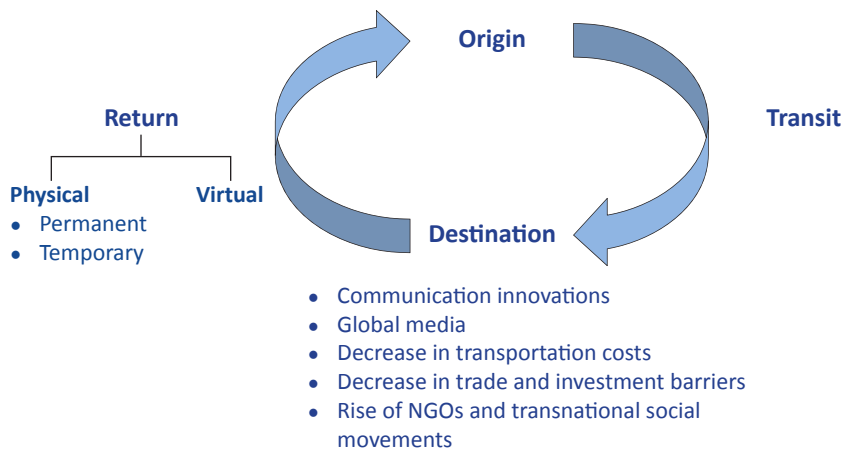 Origin
Return
Transit
Physical
Virtual
• Permanent
• Temporary
Destination
• Communication innovations
• Global media
• Decrease in transportation costs
• Decrease in trade and investment barriers
• Rise of NGOs and transnational social
movements